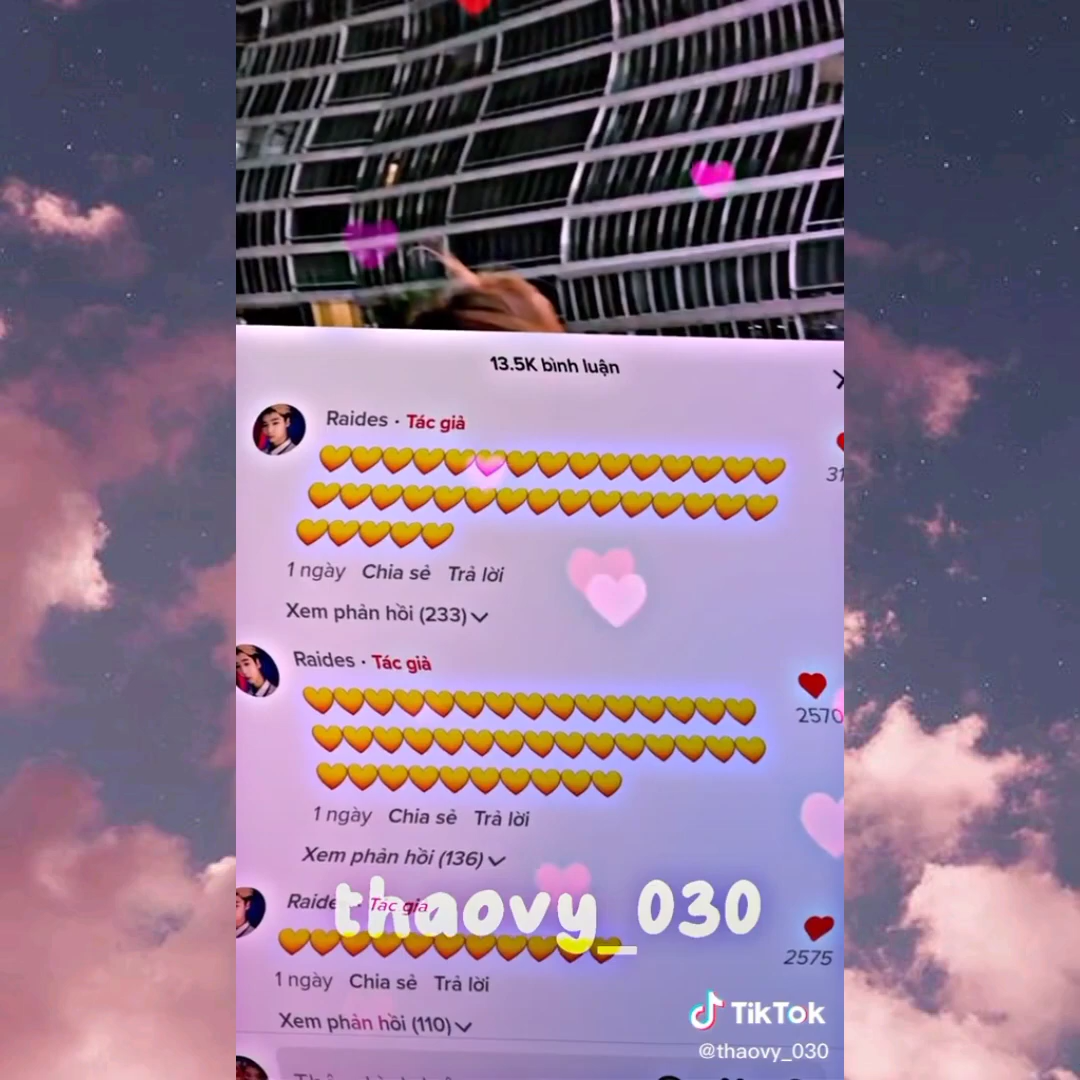 13.5K bình luận
Raides · Tác giả
💛💛💛💛💛💛💛💛💛💛💛💛💛💛💛
💛💛💛💛💛💛💛💛💛💛💛💛💛💛💛
💛💛💛💛💛
31
1 ngày Chia sẻ Trả lời
Xem phản hồi (233)
Raides · Tác giả
💛💛💛💛💛💛💛💛💛💛💛💛💛💛💛
💛💛💛💛💛💛💛💛💛💛💛💛💛💛💛
💛💛💛💛💛💛💛💛💛💛
2570
1 ngày Chia sẻ Trả lời
Xem phản hồi (136)
Raides · Tác giả
thaovy_030
💛💛💛💛💛💛💛💛💛💛💛
2575
1 ngày Chia sẻ Trả lời
Xem phản hồi (110)
TikTok
@thaovy_030